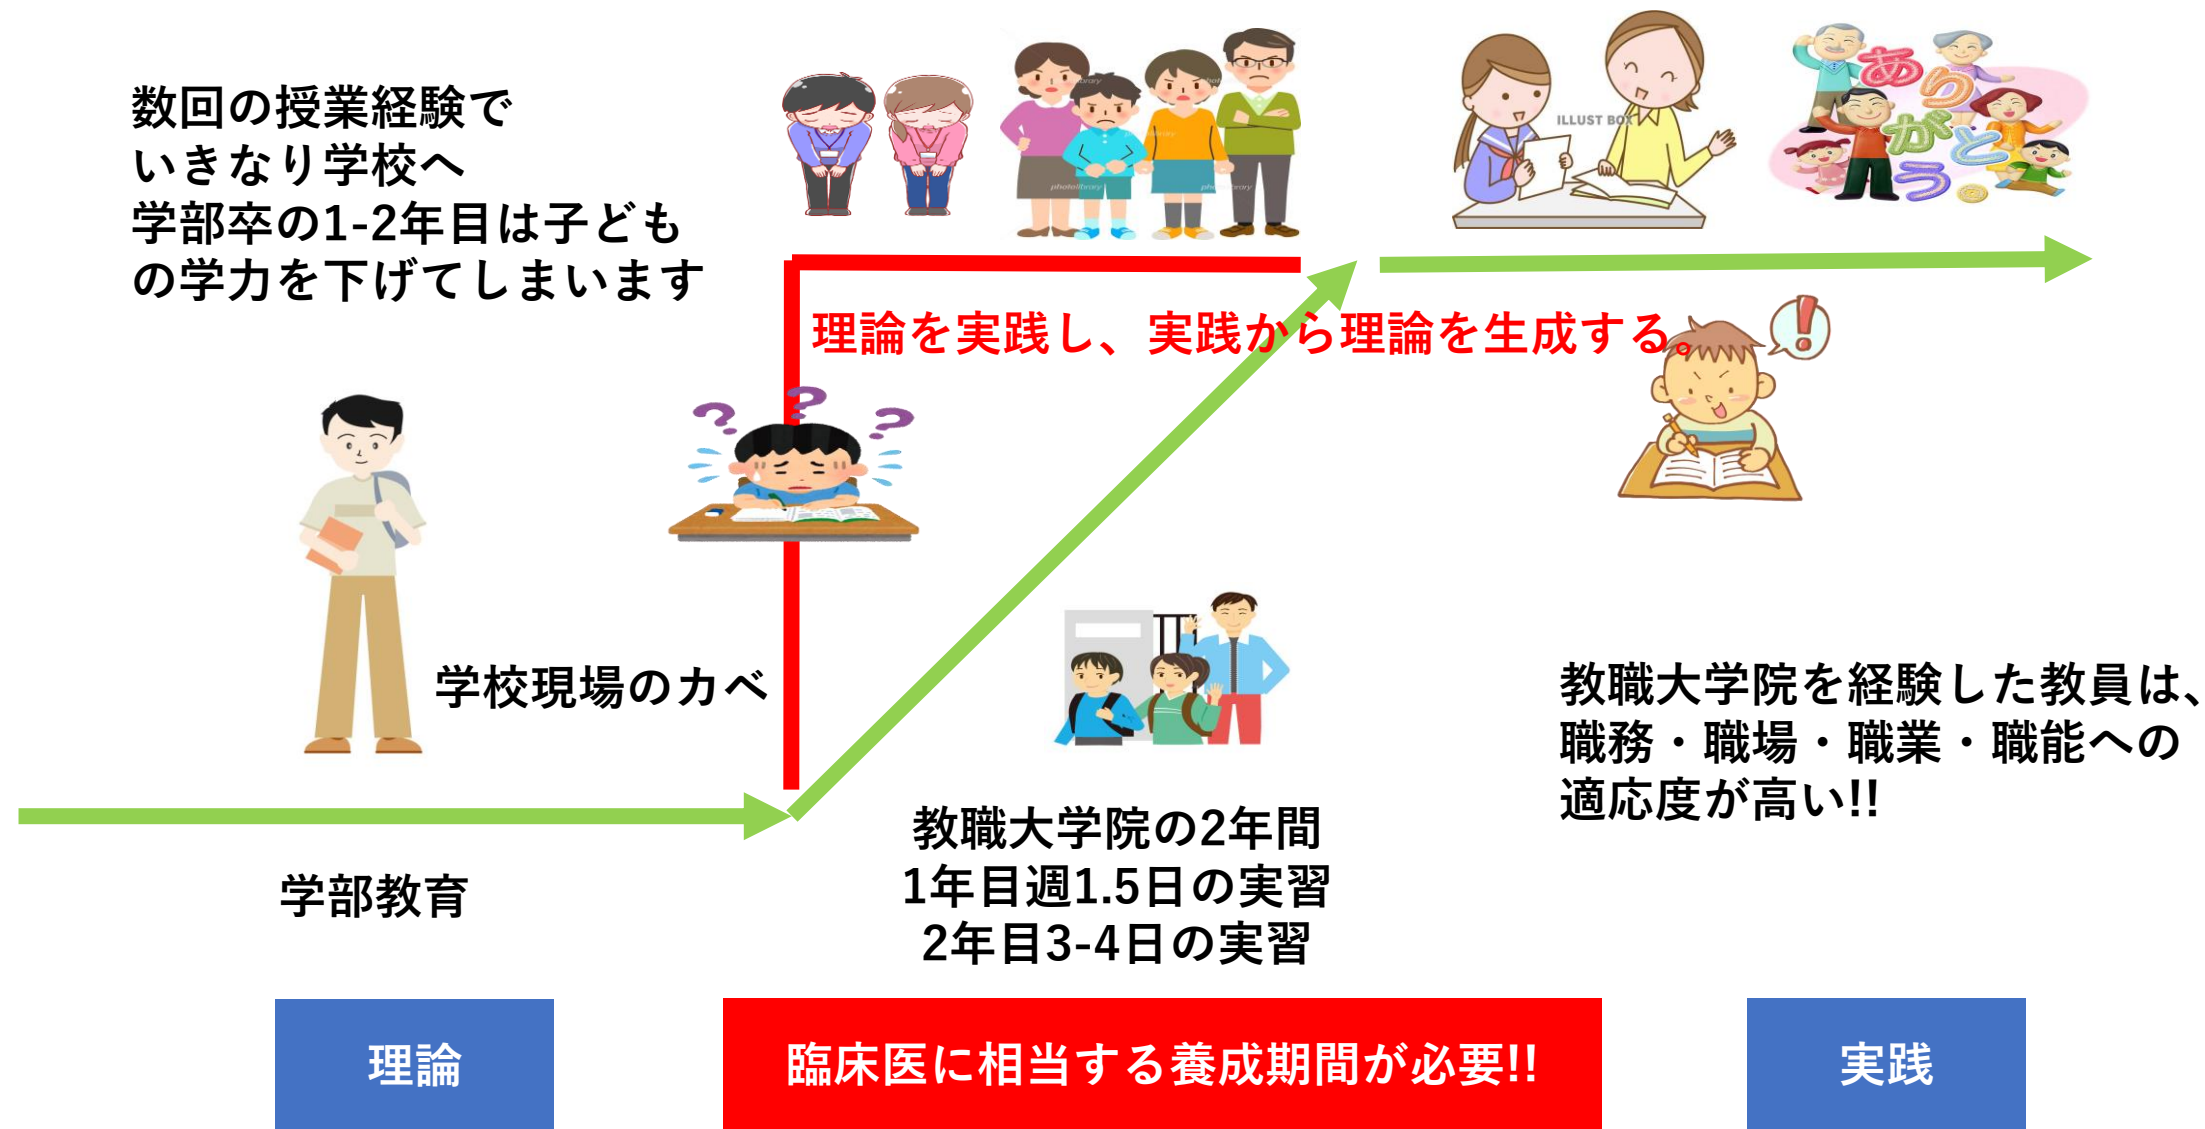 数回の授業経験で
いきなり学校へ
学部卒の1-2年目は子ども
の学力を下げてしまいます
ILLUST BOX
ありがとう。
photolibrary
理論を実践し、実践から理論を生成する。
???
!
学校現場のカベ
教職大学院を経験した教員は、
職務・職場・職業・職能への
適応度が高い!!
学部教育
教職大学院の2年間
1年目週1.5日の実習
2年目3-4日の実習
理論
臨床医に相当する養成期間が必要!!
実践